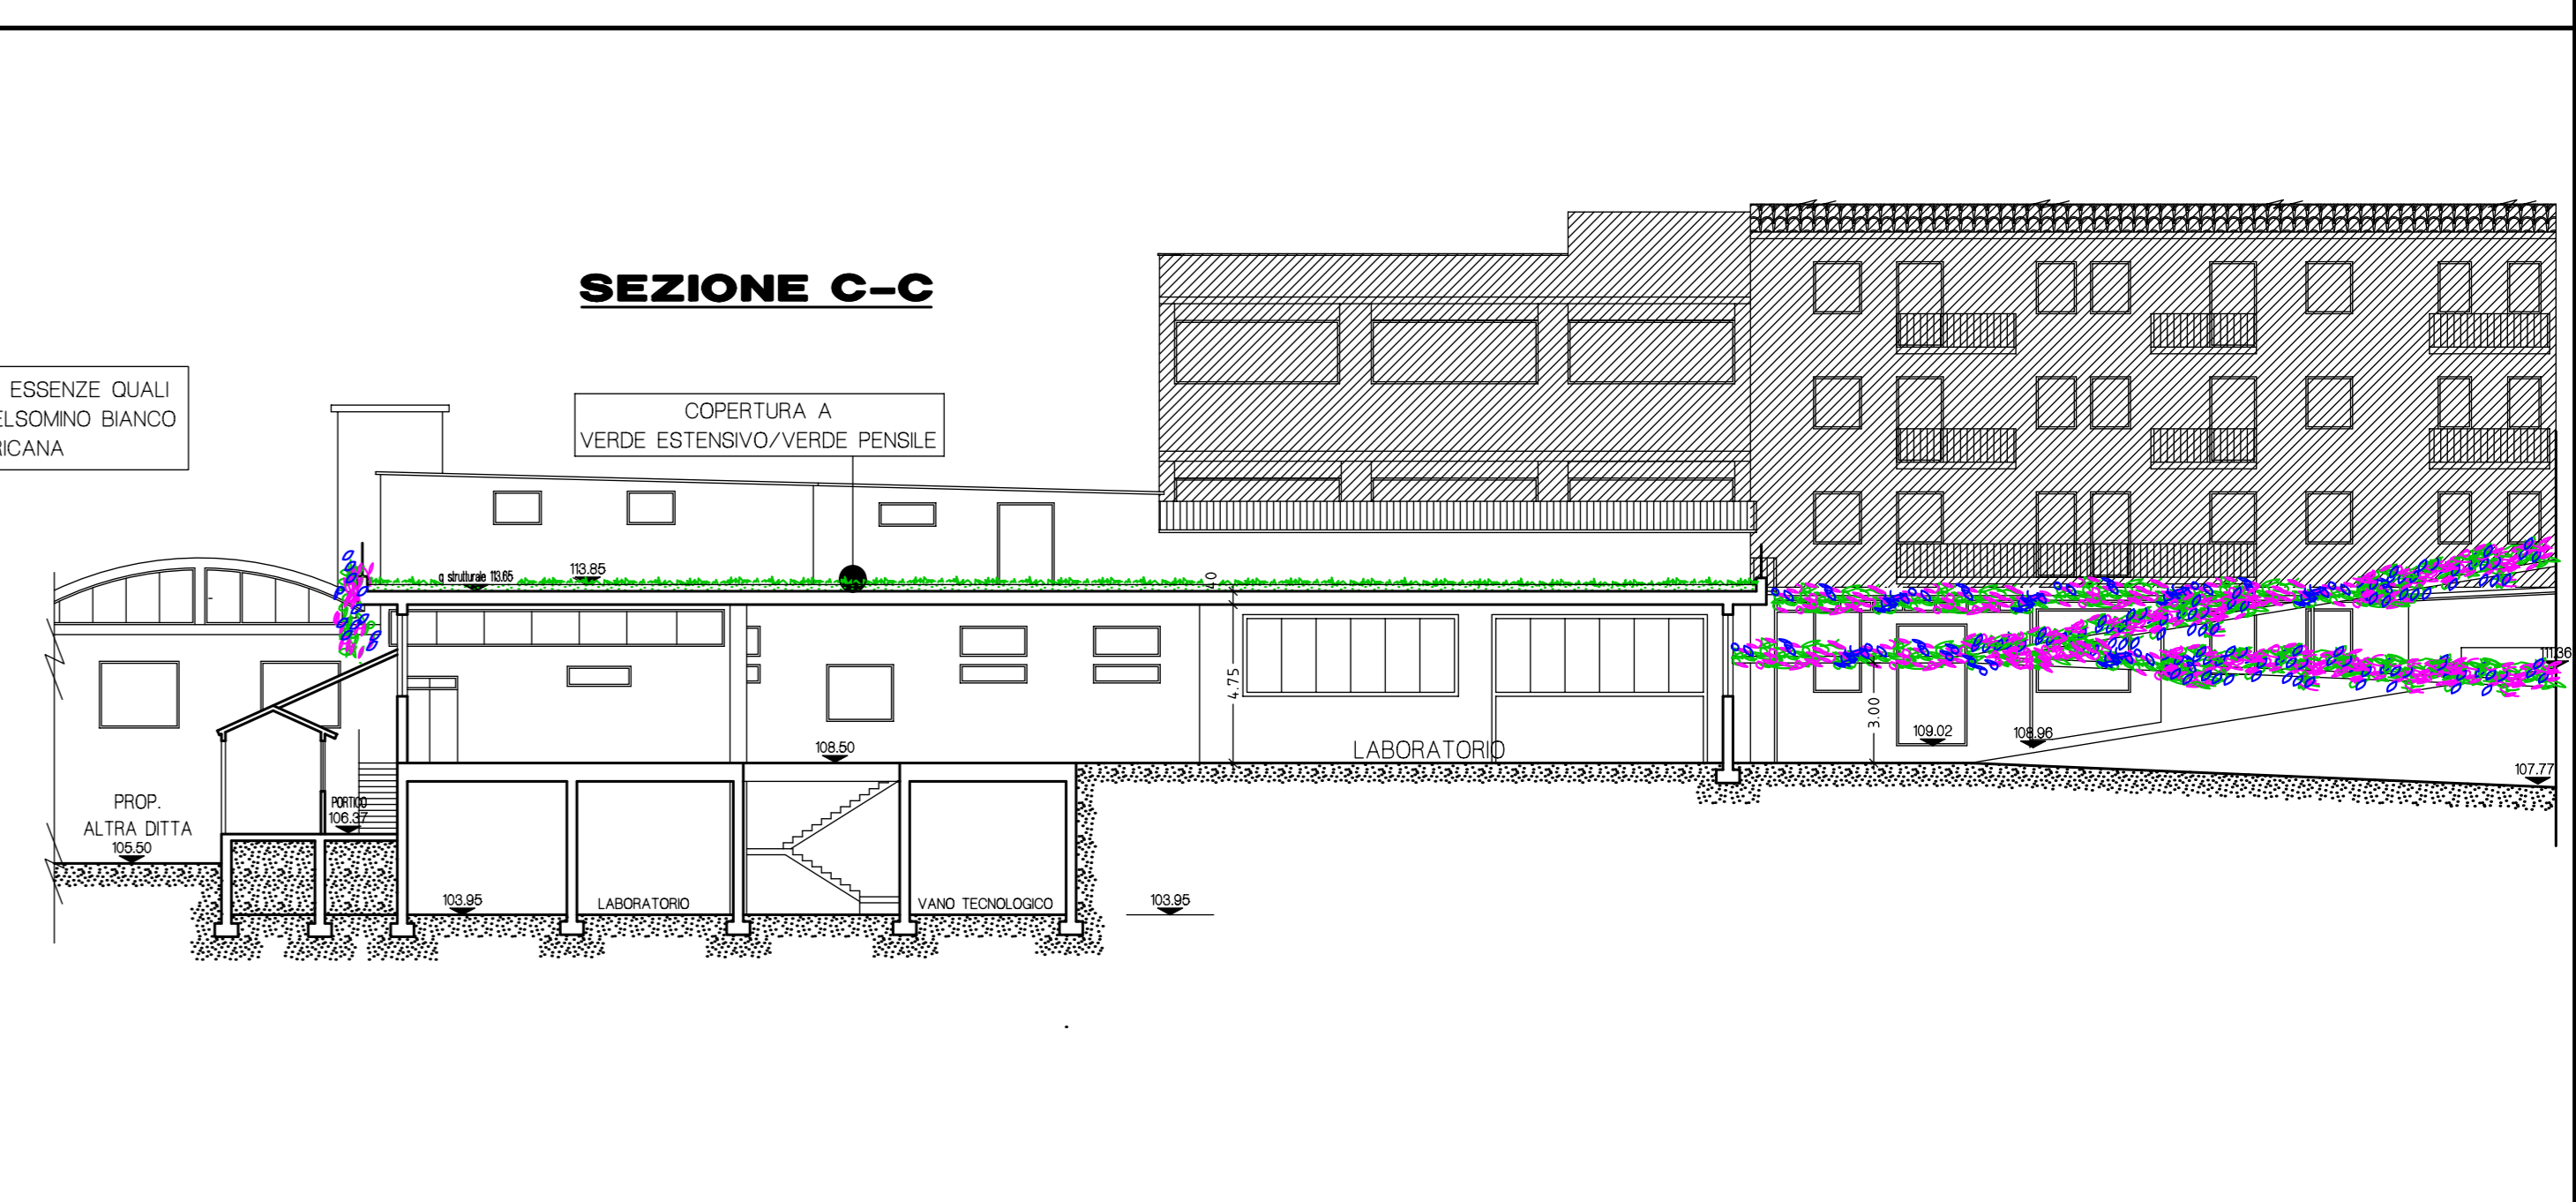 SEZIONE C-C
ESSENZE QUALI
ELSOMINO BIANCO
RICANA
COPERTURA A
VERDE ESTENSIVO/VERDE PENSILE
q strutturale 113.65
113.85
40
4.75
3.00
111.36
109.02
108.96
108.50
LABORATORIO
107.77
PROP.
ALTRA DITTA
105.50
PORTICO
106.37
103.95
LABORATORIO
VANO TECNOLOGICO
103.95